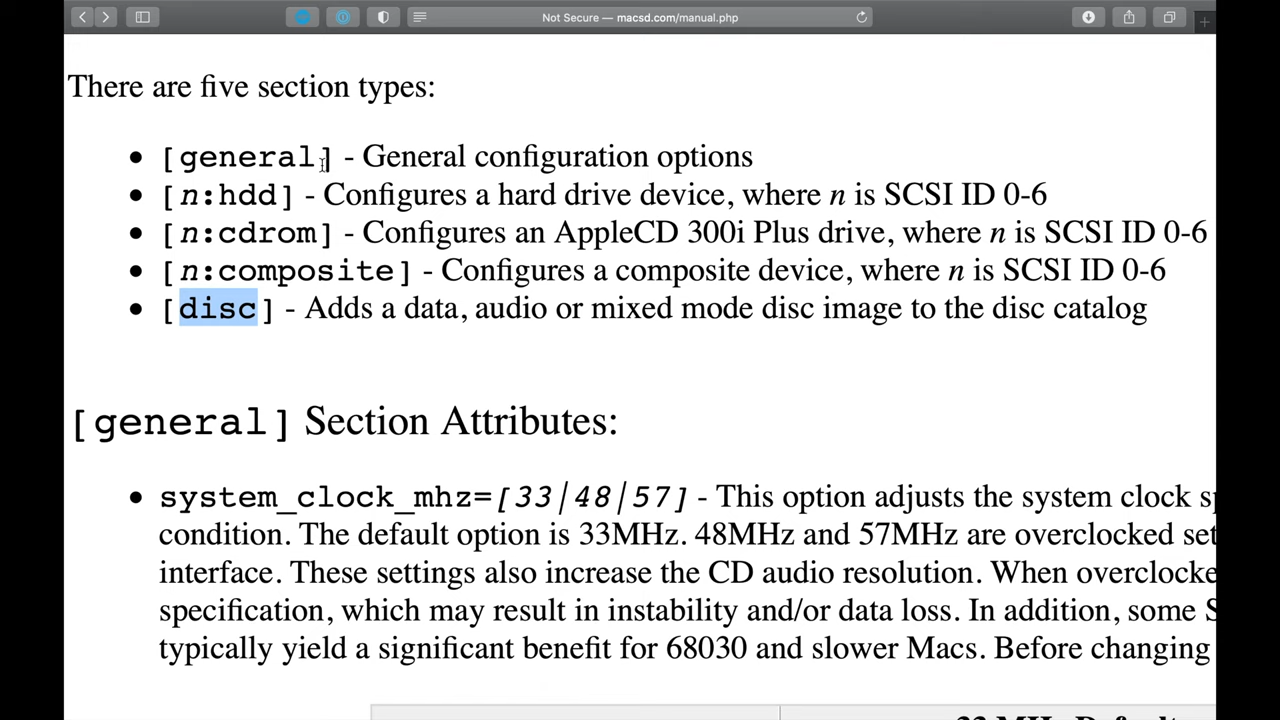 Not Secure — macsd.com/manual.php
There are five section types:
• [general] - General configuration options
• [n:hdd] - Configures a hard drive device, where n is SCSI ID 0-6
• [n:cdrom] - Configures an AppleCD 300i Plus drive, where n is SCSI ID 0-6
• [n:composite] - Configures a composite device, where n is SCSI ID 0-6
• [disc] - Adds a data, audio or mixed mode disc image to the disc catalog
[general] Section Attributes:
• system_clock_mhz=[33|48|57] - This option adjusts the system clock s
condition. The default option is 33MHz. 48MHz and 57MHz are overclocked set
interface. These settings also increase the CD audio resolution. When overclocke
specification, which may result in instability and/or data loss. In addition, some S
typically yield a significant benefit for 68030 and slower Macs. Before changing